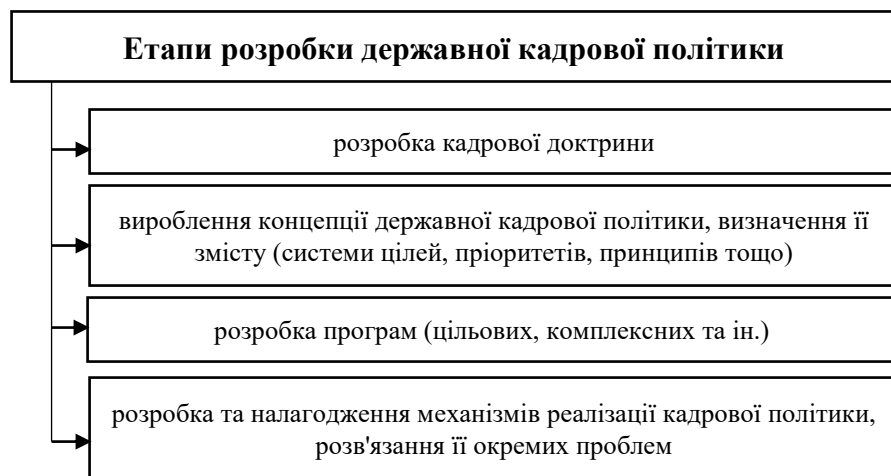 Етапи розробки державної кадрової політики
розробка кадрової доктрини
вироблення концепції державної кадрової політики, визначення її
змісту (системи цілей, пріоритетів, принципів тощо)
розробка програм (цільових, комплексних та ін.)
розробка та налагодження механізмів реалізації кадрової політики,
розв'язання її окремих проблем